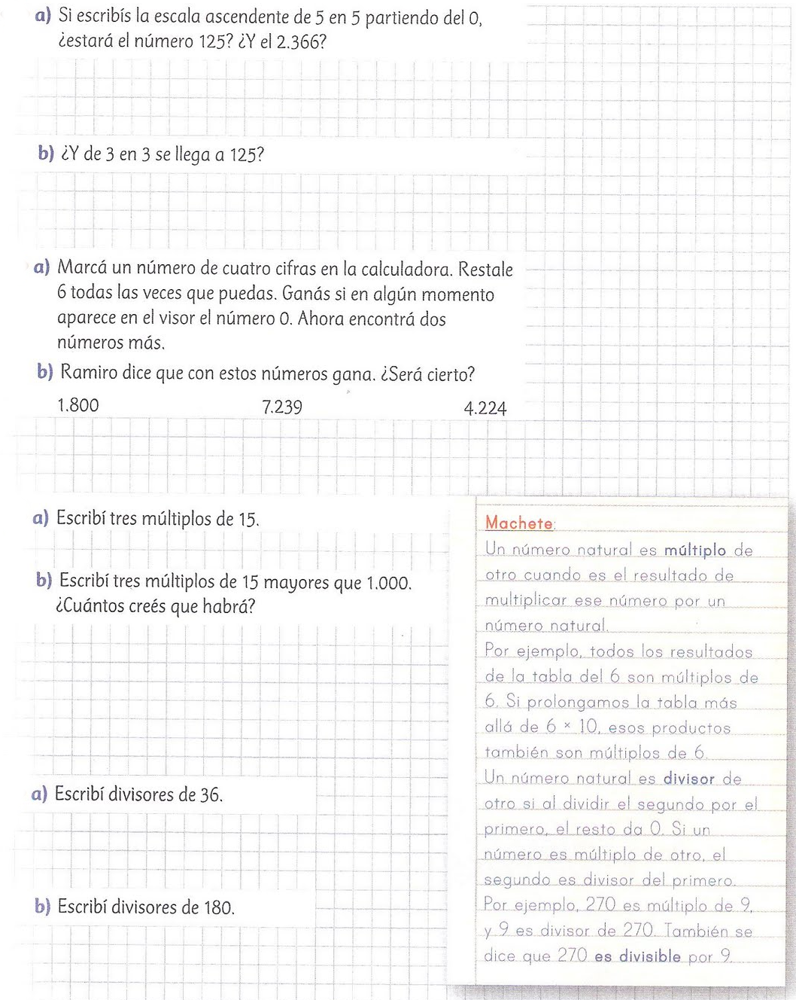 a) Si escribís la escala ascendente de 5 en 5 partiendo del 0,
¿estará el número 125? ¿Y el 2.366?
b) ¿Y de 3 en 3 se llega a 125?
a) Marcá un número de cuatro cifras en la calculadora. Restale
6 todas las veces que puedas. Ganás si en algún momento
aparece en el visor el número 0. Ahora encontrá dos
números más.
b) Ramiro dice que con estos números gana. ¿Será cierto?
1.800 7.239 4.224
a) Escribí tres múltiplos de 15.
b) Escribí tres múltiplos de 15 mayores que 1.000.
¿Cuántos creés que habrá?
a) Escribí divisores de 36.
b) Escribí divisores de 180.
Machete:
Un número natural es múltiplo de
otro cuando es el resultado de
multiplicar ese número por un
número natural.
Por ejemplo, todos los resultados
de la tabla del 6 son múltiplos de
6. Si prolongamos la tabla más
allá de 6 × 10, esos productos
también son múltiplos de 6.
Un número natural es divisor de
otro si al dividir el segundo por el
primero, el resto da 0. Si un
número es múltiplo de otro, el
segundo es divisor del primero.
Por ejemplo, 270 es múltiplo de 9,
y 9 es divisor de 270. También se
dice que 270 es divisible por 9.